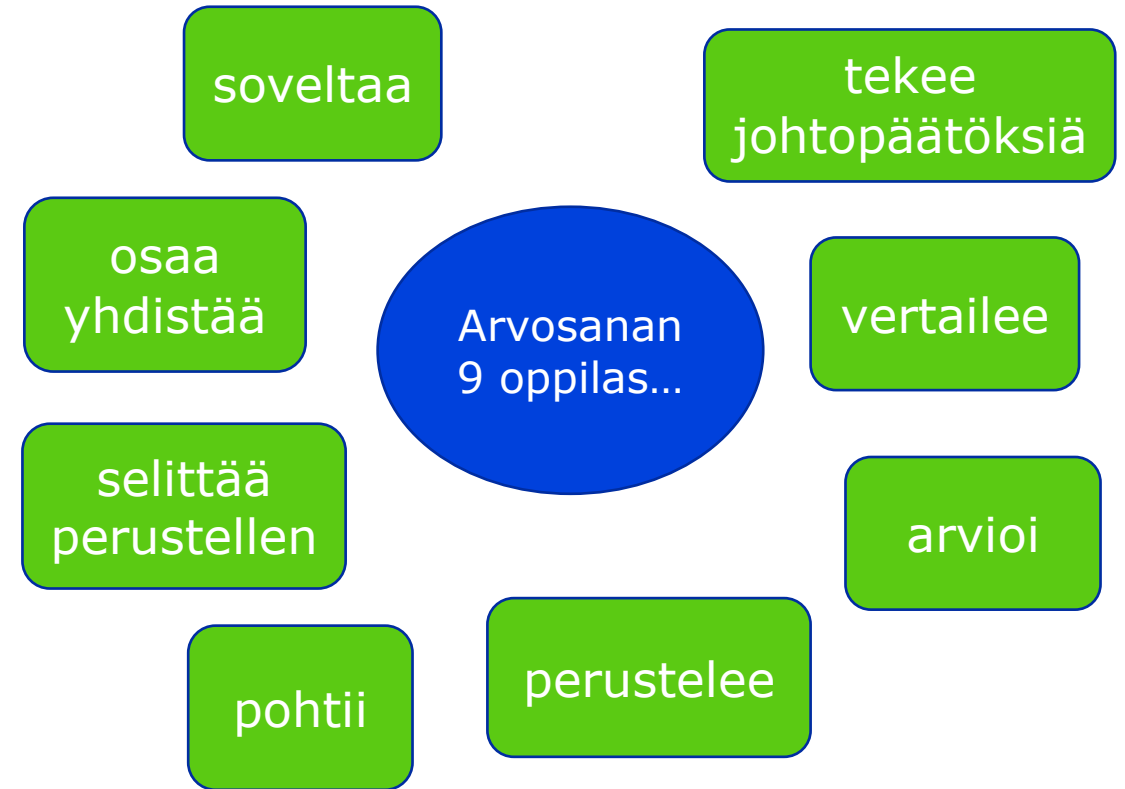 soveltaa
tekee
johtopäätöksiä
osaa
yhdistää
Arvosanan
9 oppilas…
vertailee
selittää
perustellen
arvioi
pohtii
perustelee